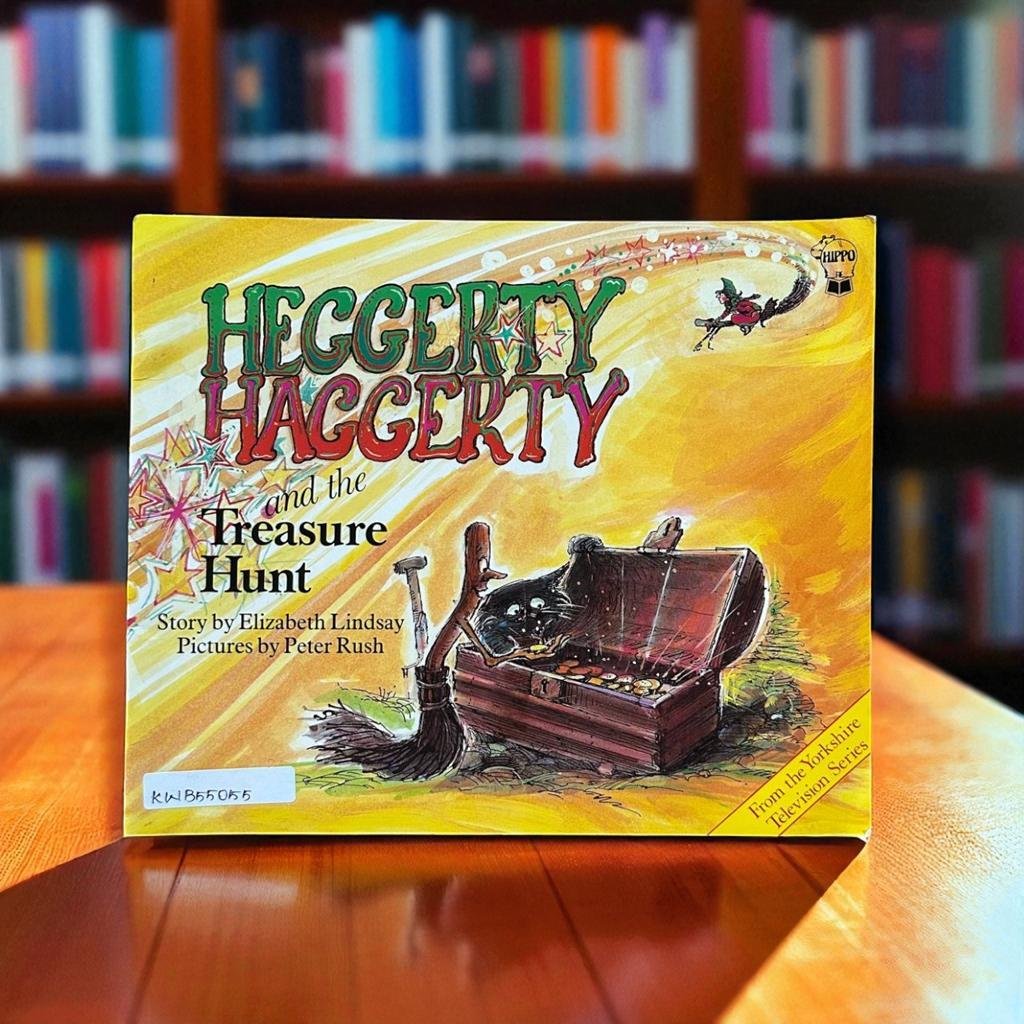 HIPPO
HEGGERTY
HAGGERTY
and the
Treasure
Hunt
Story by Elizabeth Lindsay
Pictures by Peter Rush
KWB55055
From the Yorkshire
Television Series